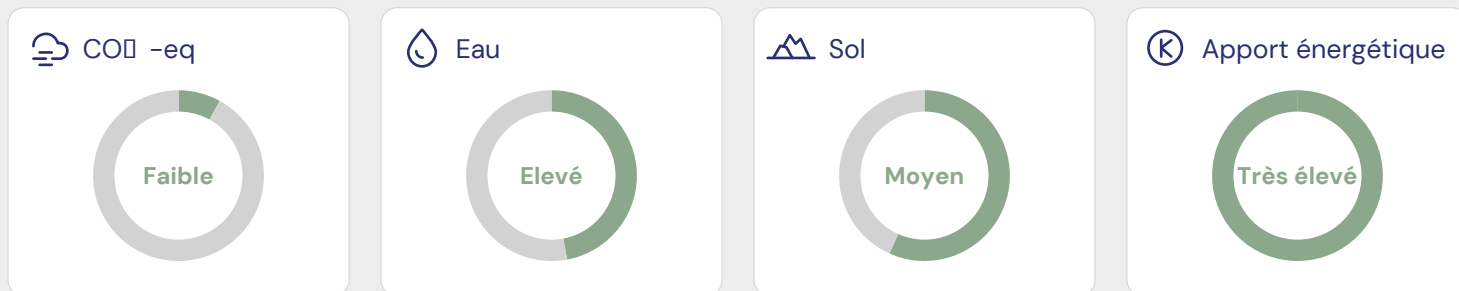 CO▯ -eq
Faible
Eau
Elevé
Sol
Moyen
Apport énergétique
Très élevé